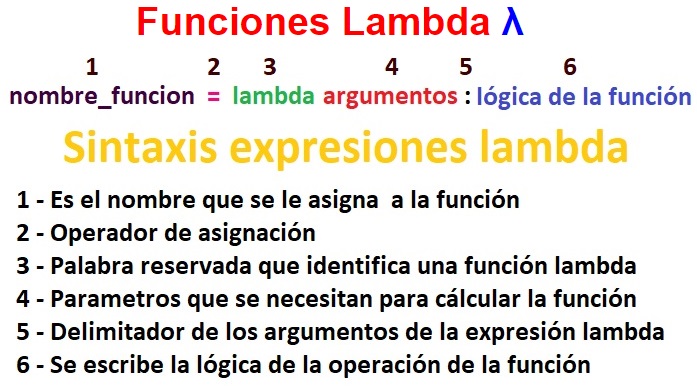 Funciones Lambda λ
1 2 3 4 5 6
nombre_funcion = lambda argumentos : lógica de la función
Sintaxis expresiones lambda
1 - Es el nombre que se le asigna a la función
2 - Operador de asignación
3 - Palabra reservada que identifica una función lambda
4 - Parametros que se necesitan para cálcular la función
5 - Delimitador de los argumentos de la expresión lambda
6 - Se escribe la lógica de la operación de la función